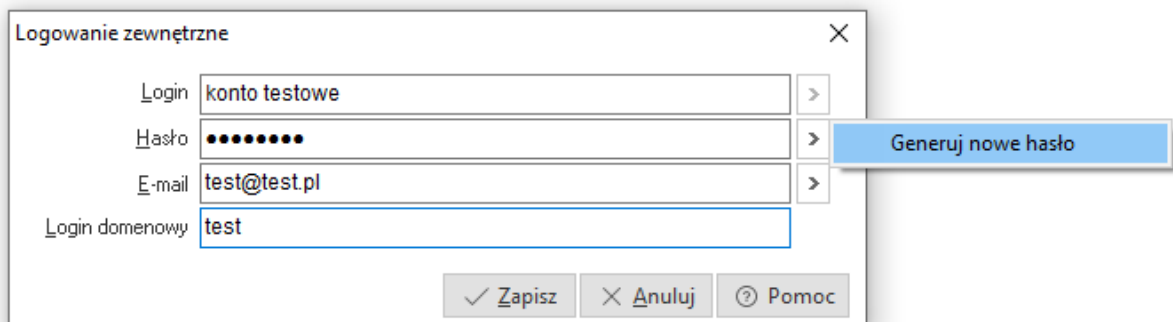 Logowanie zewnętrzne
Login konto testowe
Hasło ●●●●●●●●
Generuj nowe hasło
E-mail test@test.pl
Login domenowy test
Zapisz Anuluj Pomoc